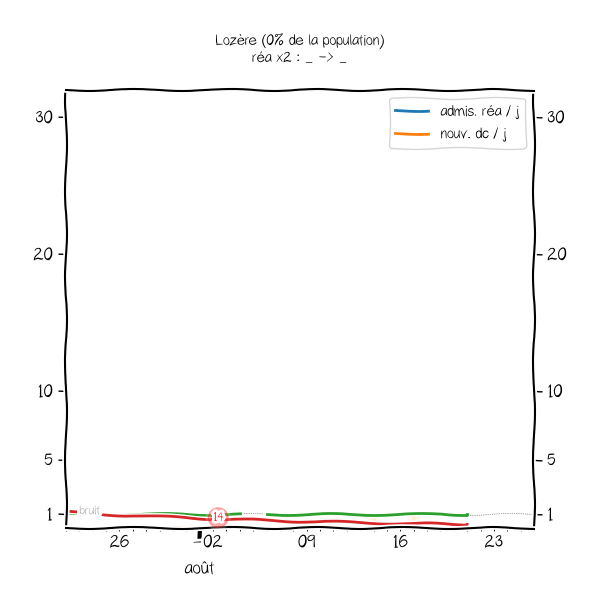 Lozère (0% de la population)
réa x2 : _ -> _
admis. réa / j
nouv. dc / j
30
30
20
20
10
10
5
5
1
bruit
14
1
26
02
09
16
23
août